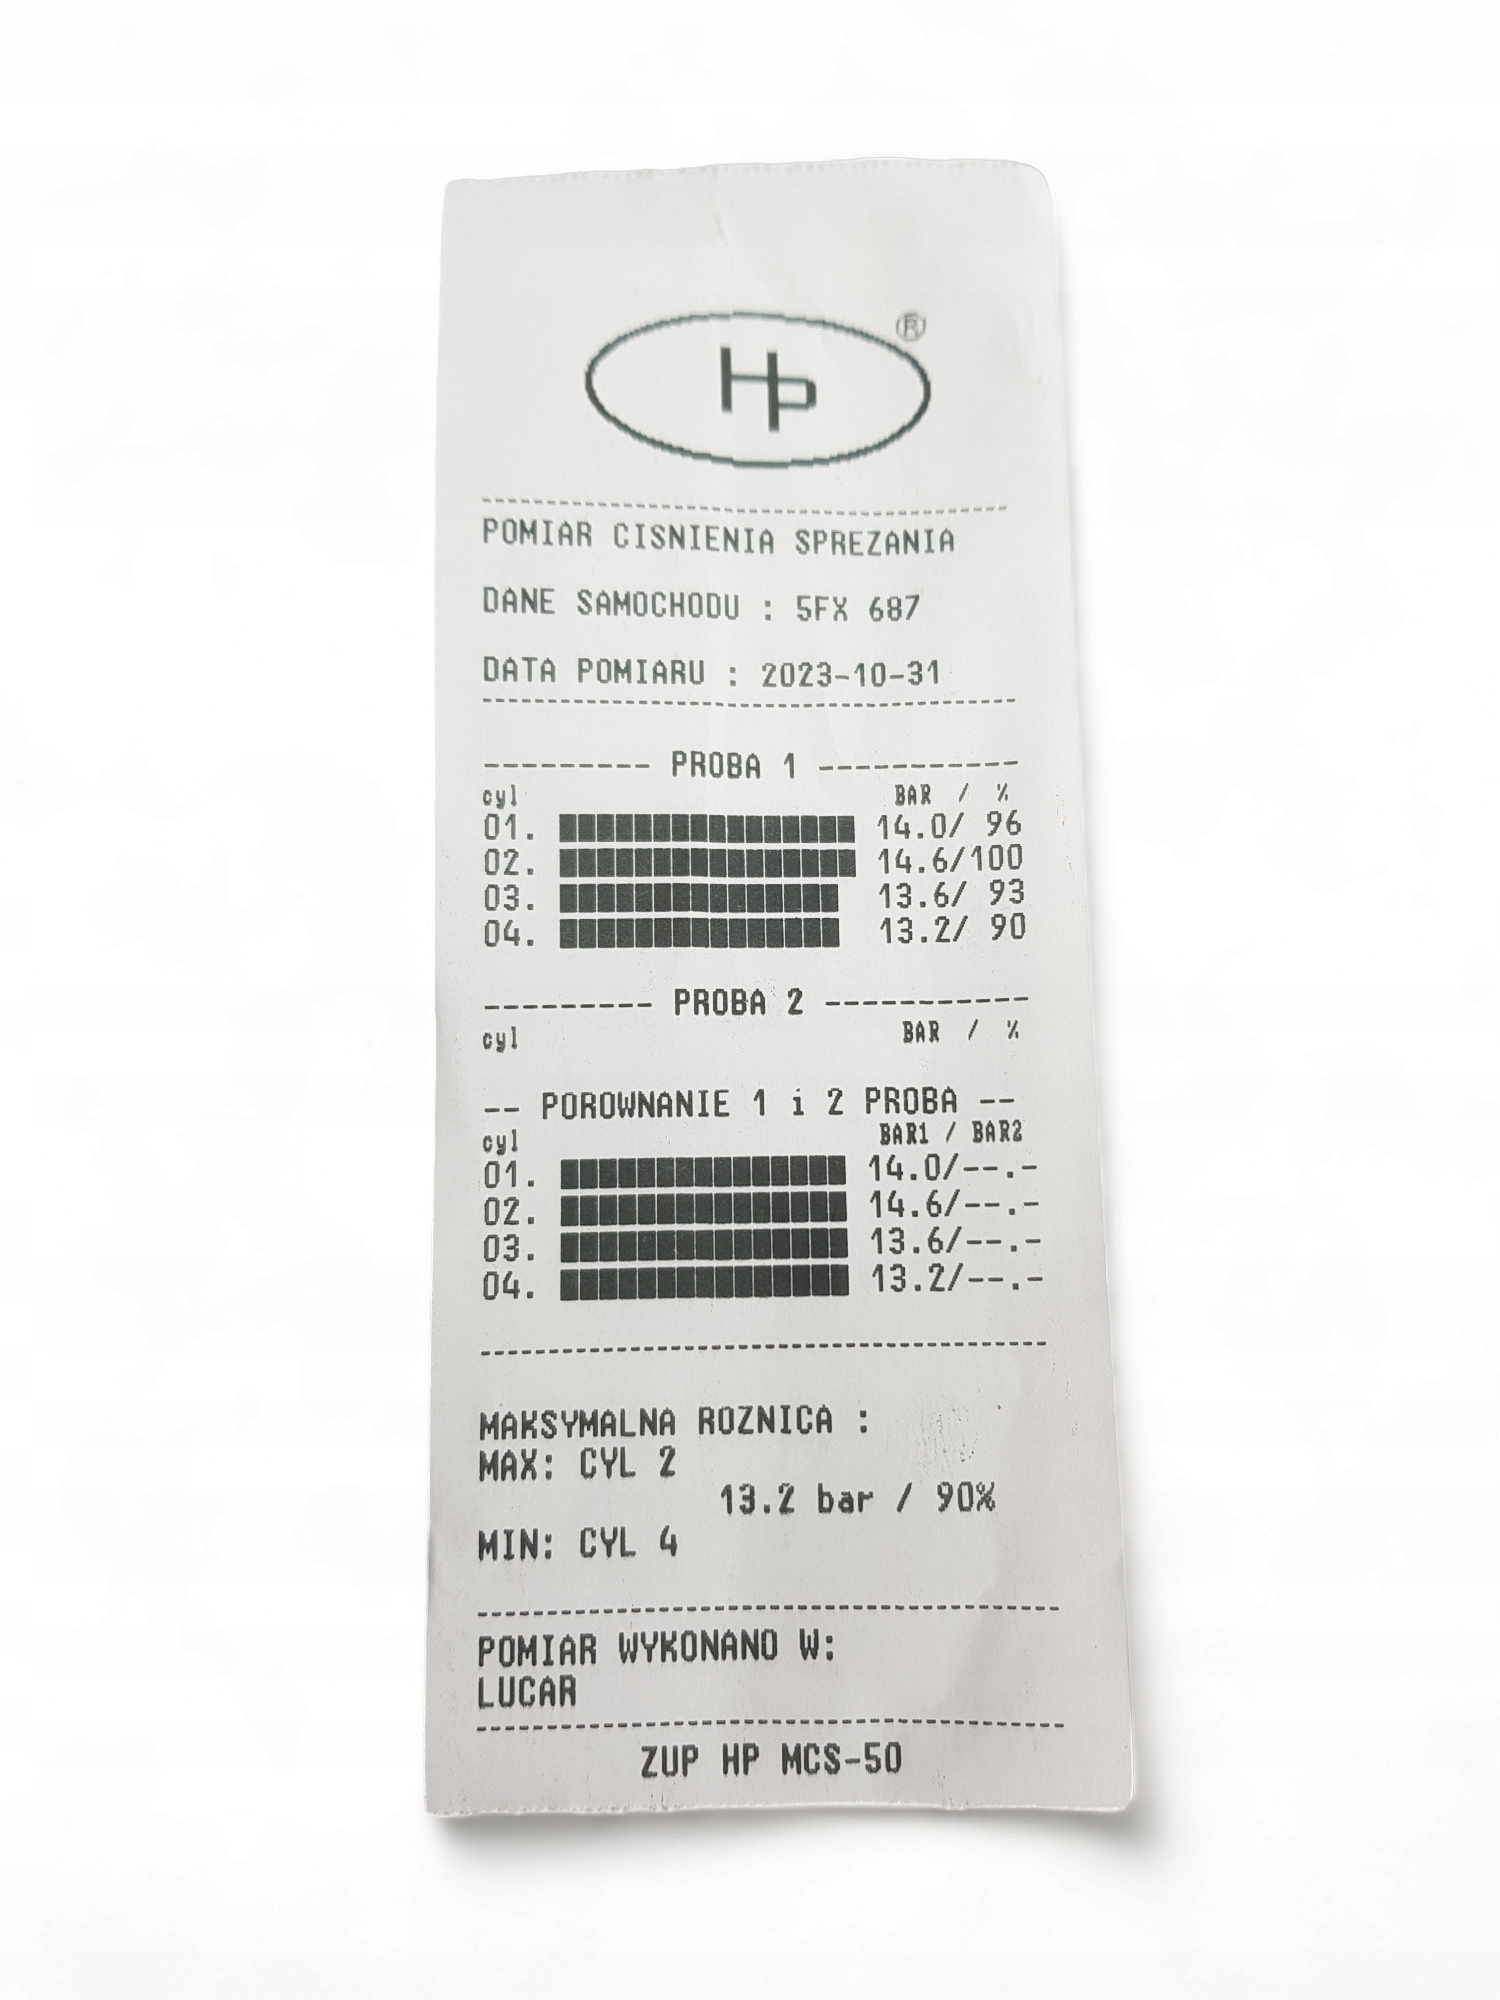 HP ®
POMIAR CISNIENIA SPREZANIA
DANE SAMOCHODU : 5FX 687
DATA POMIARU : 2023-10-31
--------- PROBA 1 -----------
cyl BAR / %
01. 14.0/ 96
02. 14.6/100
03. 13.6/ 93
04. 13.2/ 90
--------- PROBA 2 -----------
cyl BAR / %
-- POROWNANIE 1 i 2 PROBA --
cyl BAR1 / BAR2
01. 14.0/--.-
02. 14.6/--.-
03. 13.6/--.-
04. 13.2/--.-
MAKSYMALNA ROZNICA :
MAX: CYL 2
13.2 bar / 90%
MIN: CYL 4
POMIAR WYKONANO W:
LUCAR
ZUP HP MCS-50